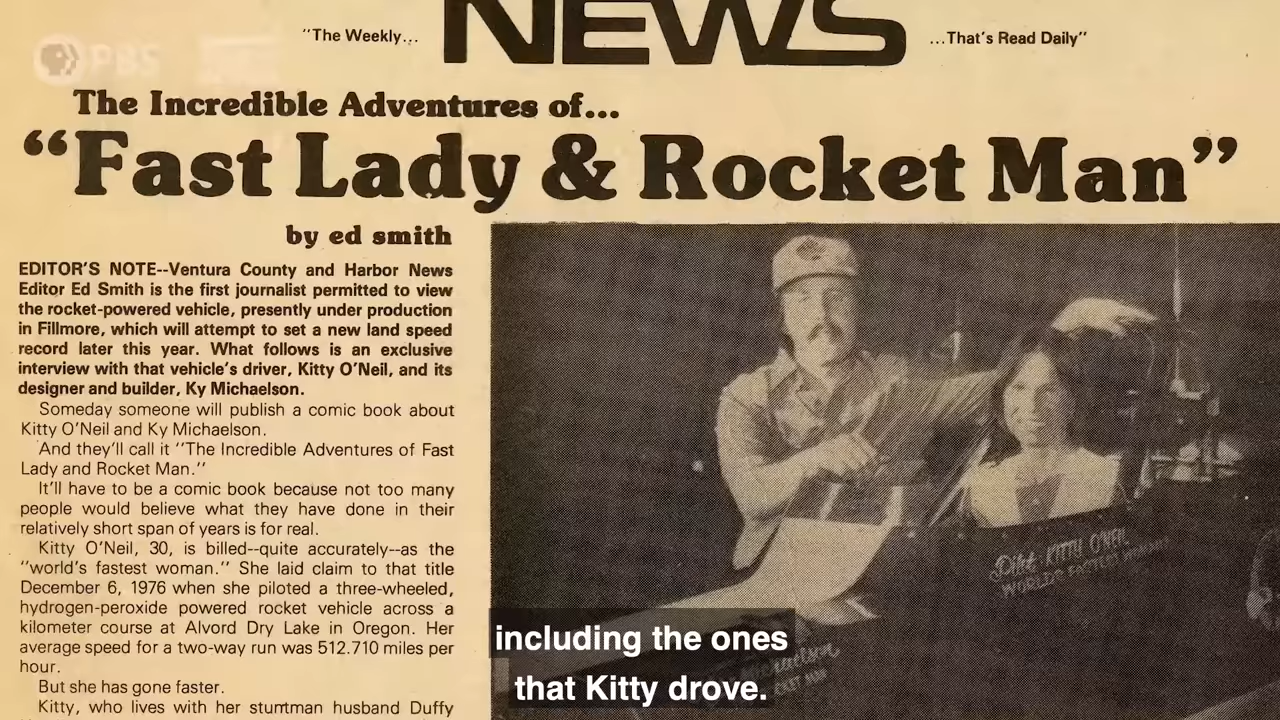 PBS
"The Weekly...
NEWS
...That's Read Daily"
The Incredible Adventures of...
"Fast Lady & Rocket Man"
by ed smith
EDITOR'S NOTE--Ventura County and Harbor News
Editor Ed Smith is the first journalist permitted to view
the rocket-powered vehicle, presently under production
in Fillmore, which will attempt to set a new land speed
record later this year. What follows is an exclusive
interview with that vehicle's driver, Kitty O'Neil, and its
designer and builder, Ky Michaelson.
Someday someone will publish a comic book about
Kitty O'Neil and Ky Michaelson.
And they'll call it "The Incredible Adventures of Fast
Lady and Rocket Man."
It'll have to be a comic book because not too many
people would believe what they have done in their
relatively short span of years is for real.
Kitty O'Neil, 30, is billed--quite accurately--as the
"world's fastest woman." She laid claim to that title
December 6, 1976 when she piloted a three-wheeled,
hydrogen-peroxide powered rocket vehicle across a
kilometer course at Alvord Dry Lake in Oregon. Her
average speed for a two-way run was 512.710 miles per
hour.
But she has gone faster.
Kitty, who lives with her stuntman husband Duffy
Pilot KITTY O'NEIL
WORLD'S FASTEST WOMAN
including the ones
that Kitty drove.